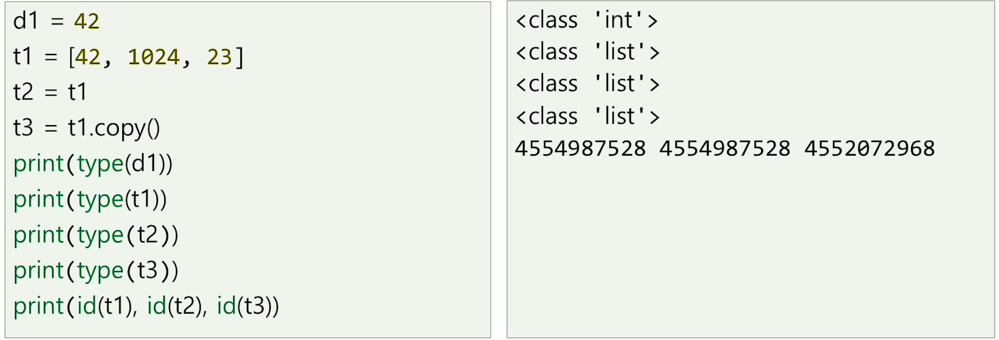 d1 = 42
t1 = [42, 1024, 23]
t2 = t1
t3 = t1.copy()
print(type(d1))
print(type(t1))
print(type(t2))
print(type(t3))
print(id(t1), id(t2), id(t3))
<class 'int'>
<class 'list'>
<class 'list'>
<class 'list'>
4554987528 4554987528 4552072968